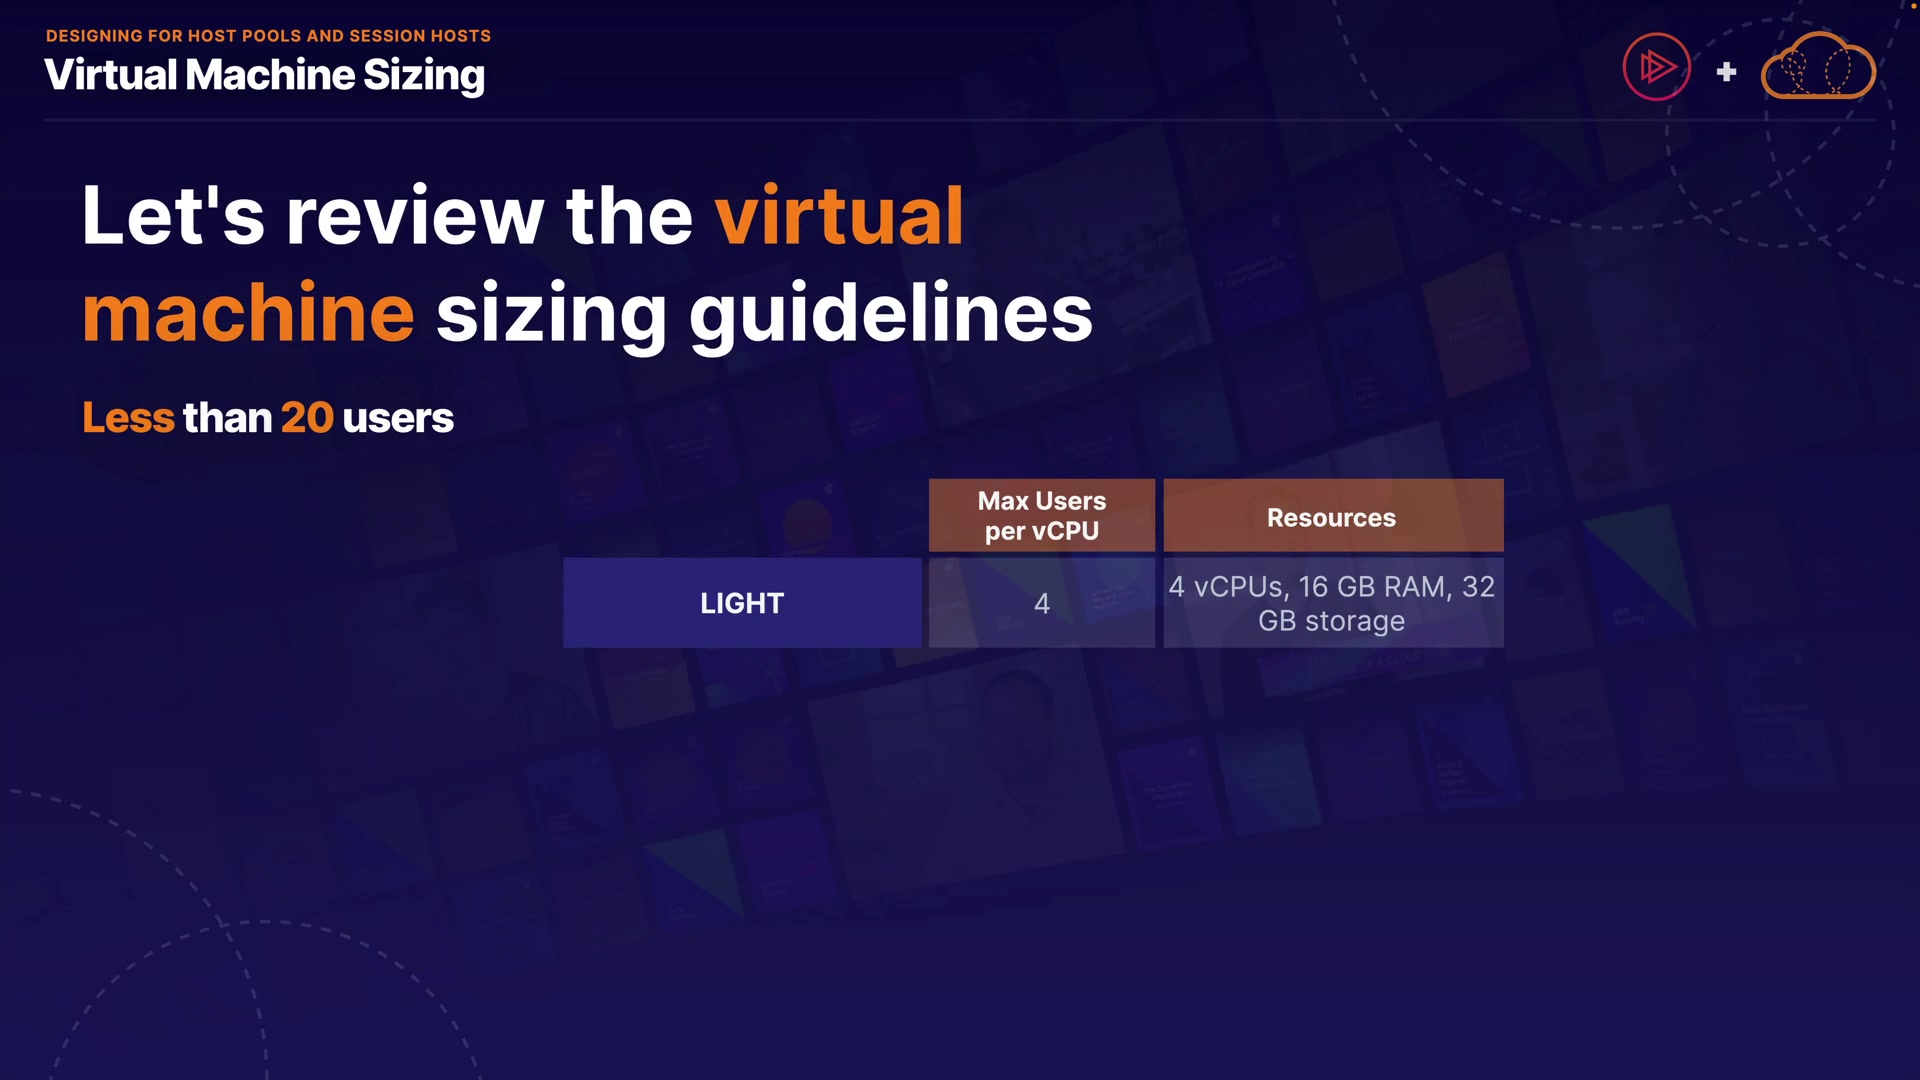 DESIGNING FOR HOST POOLS AND SESSION HOSTS
Virtual Machine Sizing
Let's review the virtual
machine sizing guidelines
Less than 20 users
Max Users
per vCPU
Resources
LIGHT
4
4 vCPUs, 16 GB RAM, 32
GB storage